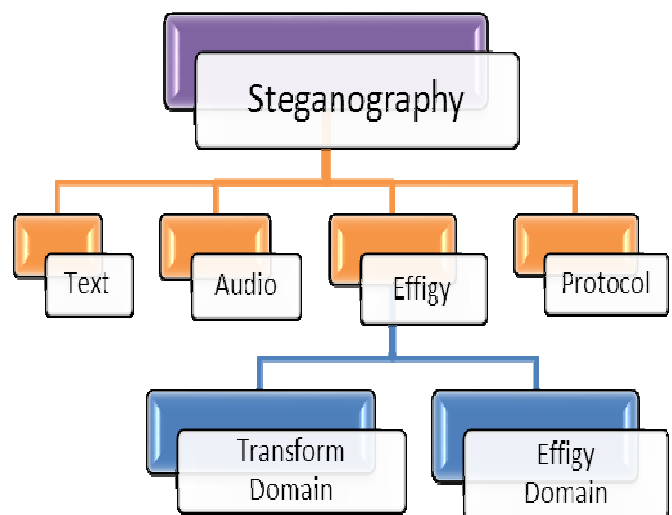 Steganography
Text
Audio
Effigy
Protocol
Transform
Domain
Effigy
Domain